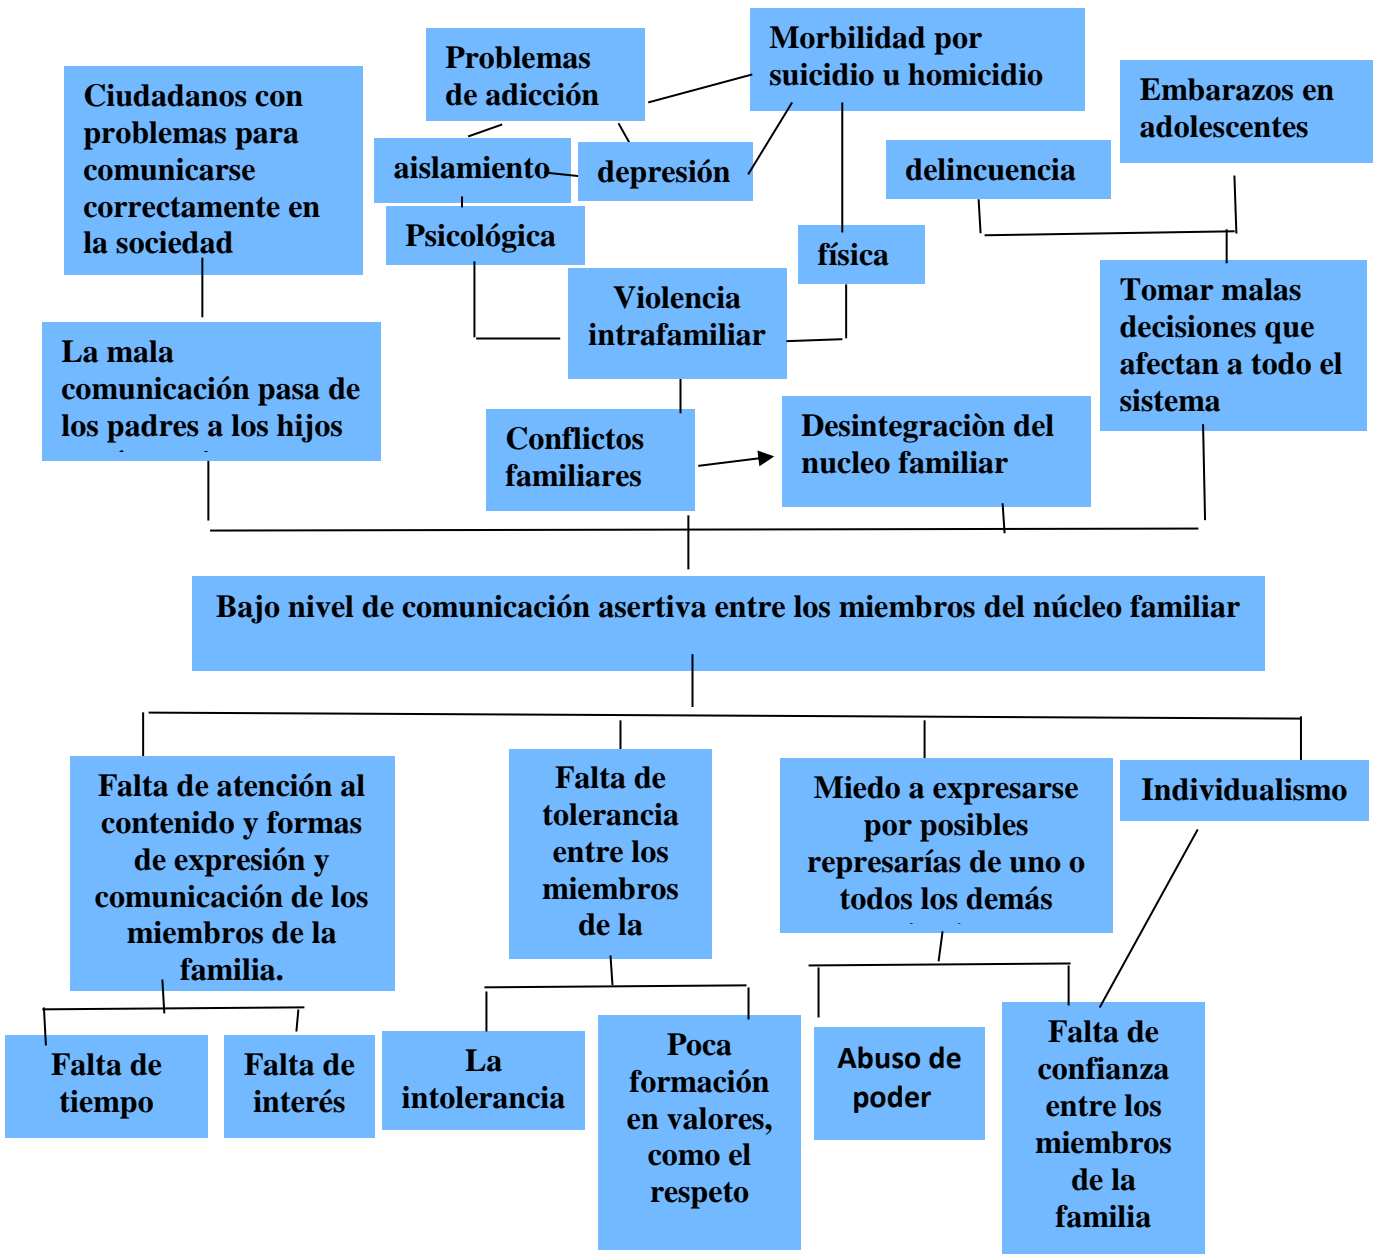 Problemas
de adicción
Morbilidad por
suicidio u homicidio
Ciudadanos con
problemas para
comunicarse
correctamente en
la sociedad
Embarazos en
adolescentes
aislamiento
depresión
delincuencia
Psicológica
física
Violencia
intrafamiliar
Tomar malas
decisiones que
afectan a todo el
sistema
La mala
comunicación pasa de
los padres a los hijos
Conflictos
familiares
Desintegraciòn del
nucleo familiar
Bajo nivel de comunicación asertiva entre los miembros del núcleo familiar
Falta de atención al
contenido y formas
de expresión y
comunicación de los
miembros de la
familia.
Falta de
tolerancia
entre los
miembros
de la
Miedo a expresarse
por posibles
represarías de uno o
todos los demás
Individualismo
Falta de
tiempo
Falta de
interés
La
intolerancia
Poca
formación
en valores,
como el
respeto
Abuso de
poder
Falta de
confianza
entre los
miembros
de la
familia